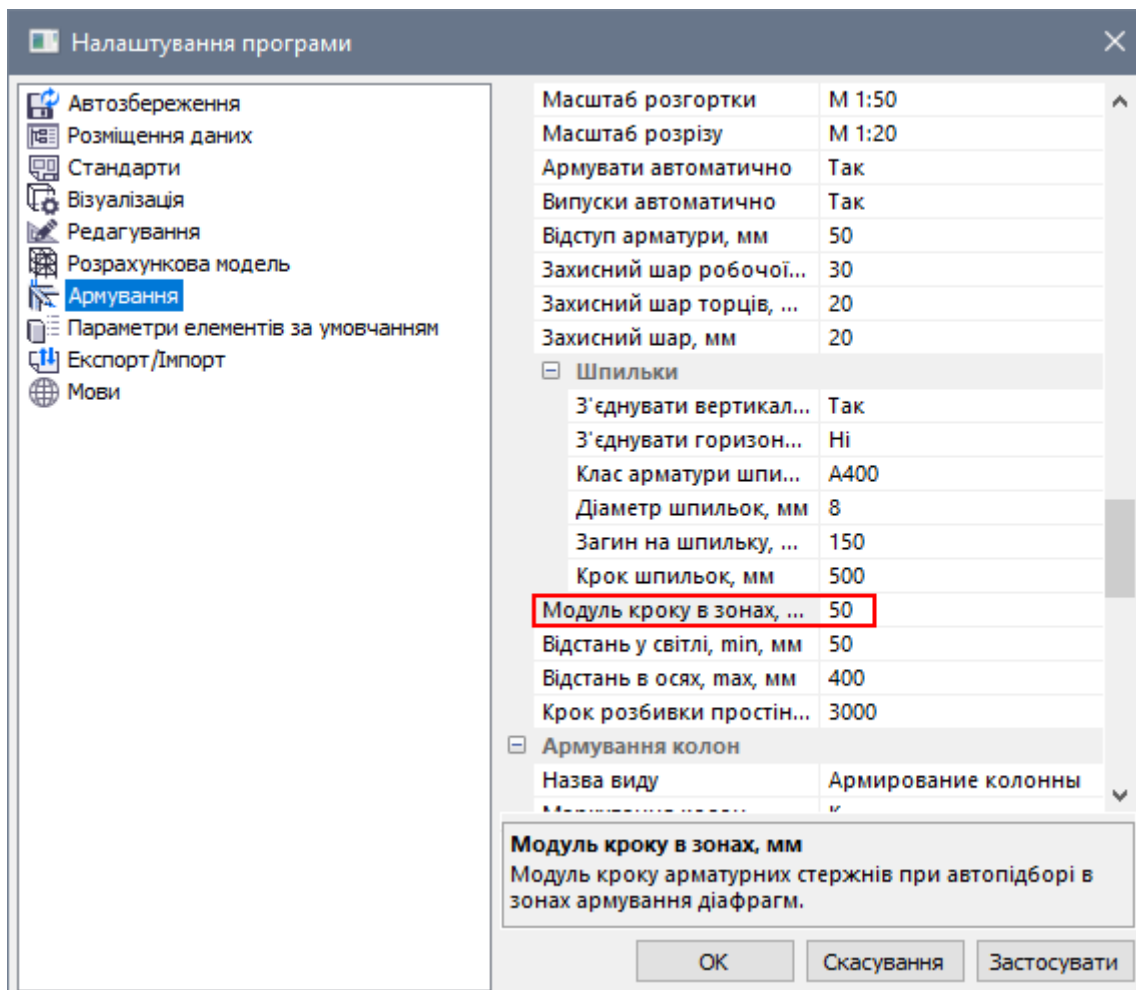 Налаштування програми
Автозбереження
Розміщення даних
Стандарти
Візуалізація
Редагування
Розрахункова модель
Армування
Параметри елементів за умовчанням
Експорт/Імпорт
Мови
Масштаб розгортки М 1:50
Масштаб розрізу М 1:20
Армувати автоматично Так
Випуски автоматично Так
Відступ арматури, мм 50
Захисний шар робочої... 30
Захисний шар торців, ... 20
Захисний шар, мм 20
Шпильки
З'єднувати вертикал... Так
З'єднувати горизон... Ні
Клас арматури шпи... А400
Діаметр шпильок, мм 8
Загин на шпильку, ... 150
Крок шпильок, мм 500
Модуль кроку в зонах, ... 50
Відстань у світлі, min, мм 50
Відстань в осях, max, мм 400
Крок розбивки простін... 3000
Армування колон
Назва виду Армирование колонны
Модуль кроку в зонах, мм
Модуль кроку арматурних стержнів при автопідборі в
зонах армування діафрагм.
ОК Скасування Застосувати